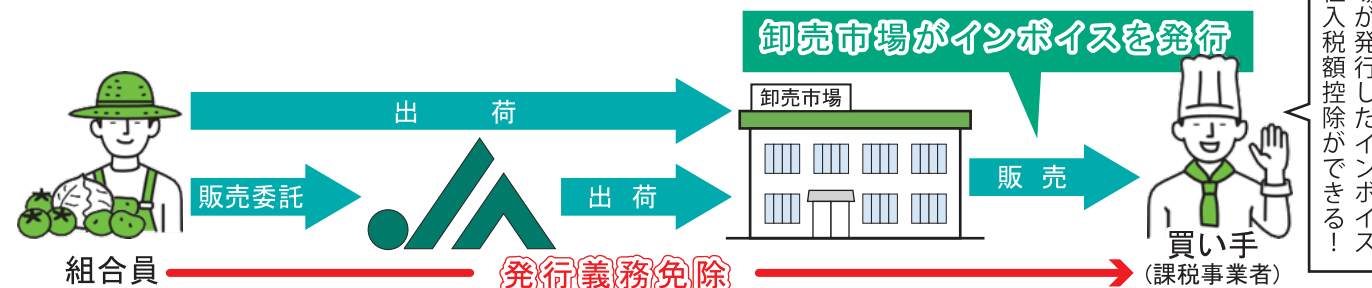 卸売市場がインボイスを発行
が発行したインボイス
入税額控除ができる！
出荷
卸売市場
販売委託
出荷
販売
組合員
発行義務免除
買い手
（課税事業者）